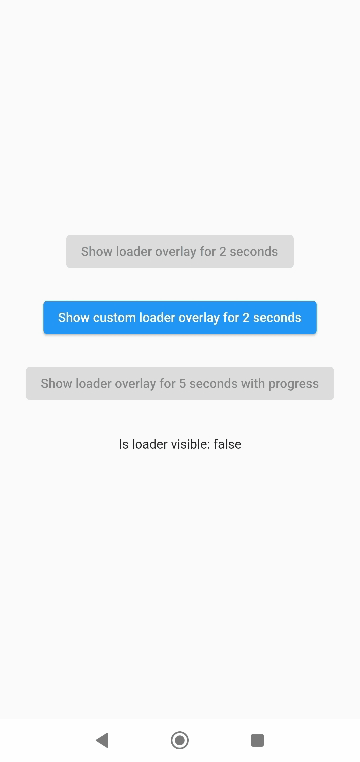 Show loader overlay for 2 seconds
Show custom loader overlay for 2 seconds
Show loader overlay for 5 seconds with progress
Is loader visible: false